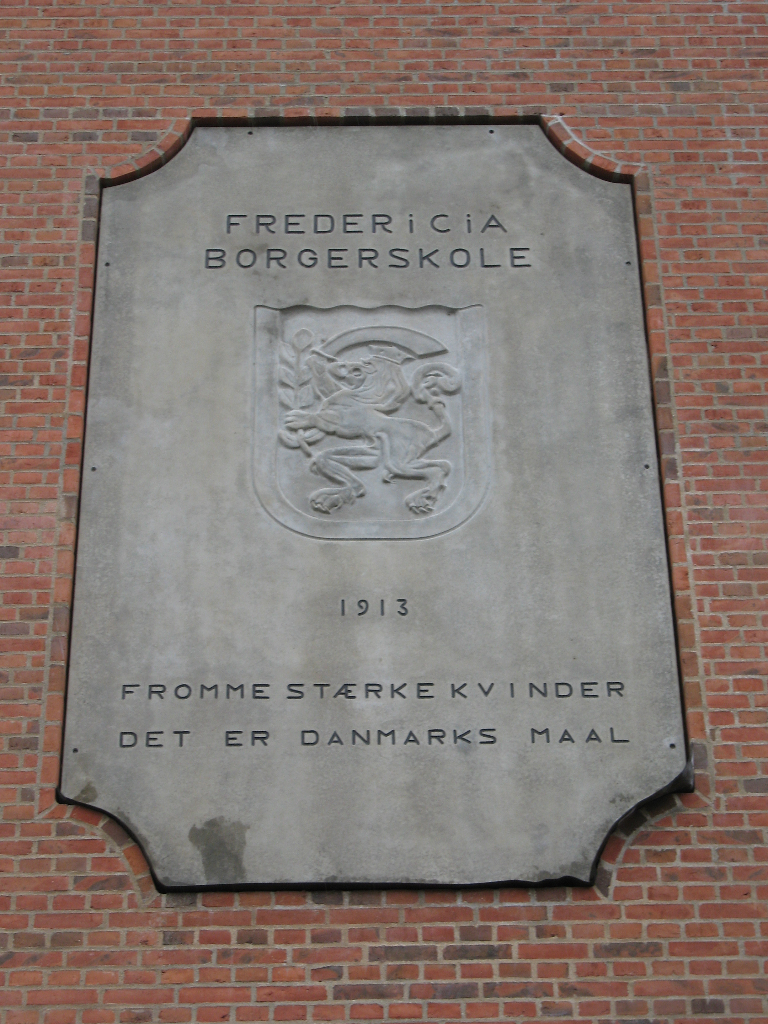 FREDERiCiA
BORGERSKOLE
1913
FROMME STÆRKE KVINDER
DET ER DANMARKS MAAL